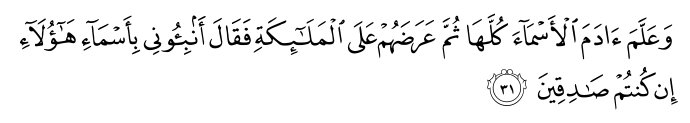 وَعَلَّمَ ءَادَمَ ٱلْأَسْمَآءَ كُلَّهَا ثُمَّ عَرَضَهُمْ عَلَى ٱلْمَلَـٰٓئِكَةِ فَقَالَ أَنۢبِـُٔونِى بِأَسْمَآءِ هَـٰٓؤُلَآءِ
إِن كُنتُمْ صَـٰدِقِينَ ٣١